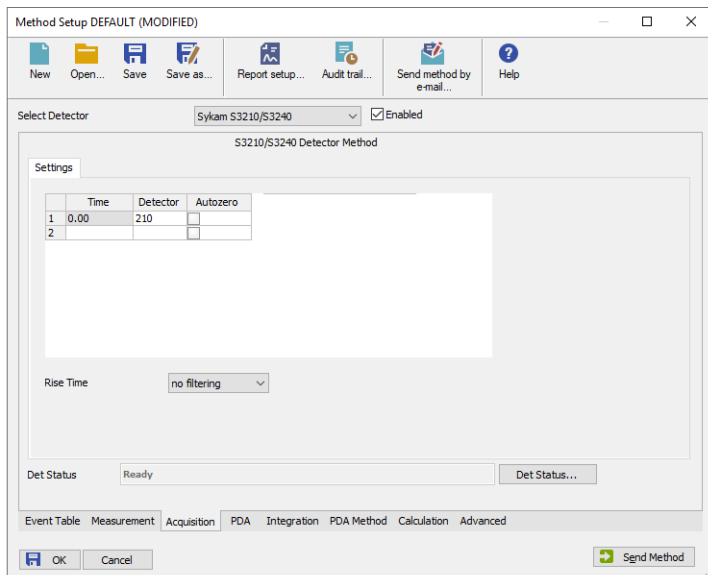 Method Setup DEFAULT (MODIFIED)
New Open... Save Save as... Report setup... Audit trail... Send method by e-mail... Help
Select Detector Sykam S3210/S3240 Enabled
S3210/S3240 Detector Method
Settings
Time Detector Autozero
1 0.00 210
2
Rise Time no filtering
Det Status Ready Det Status...
Event Table Measurement Acquisition PDA Integration PDA Method Calculation Advanced
OK Cancel Send Method